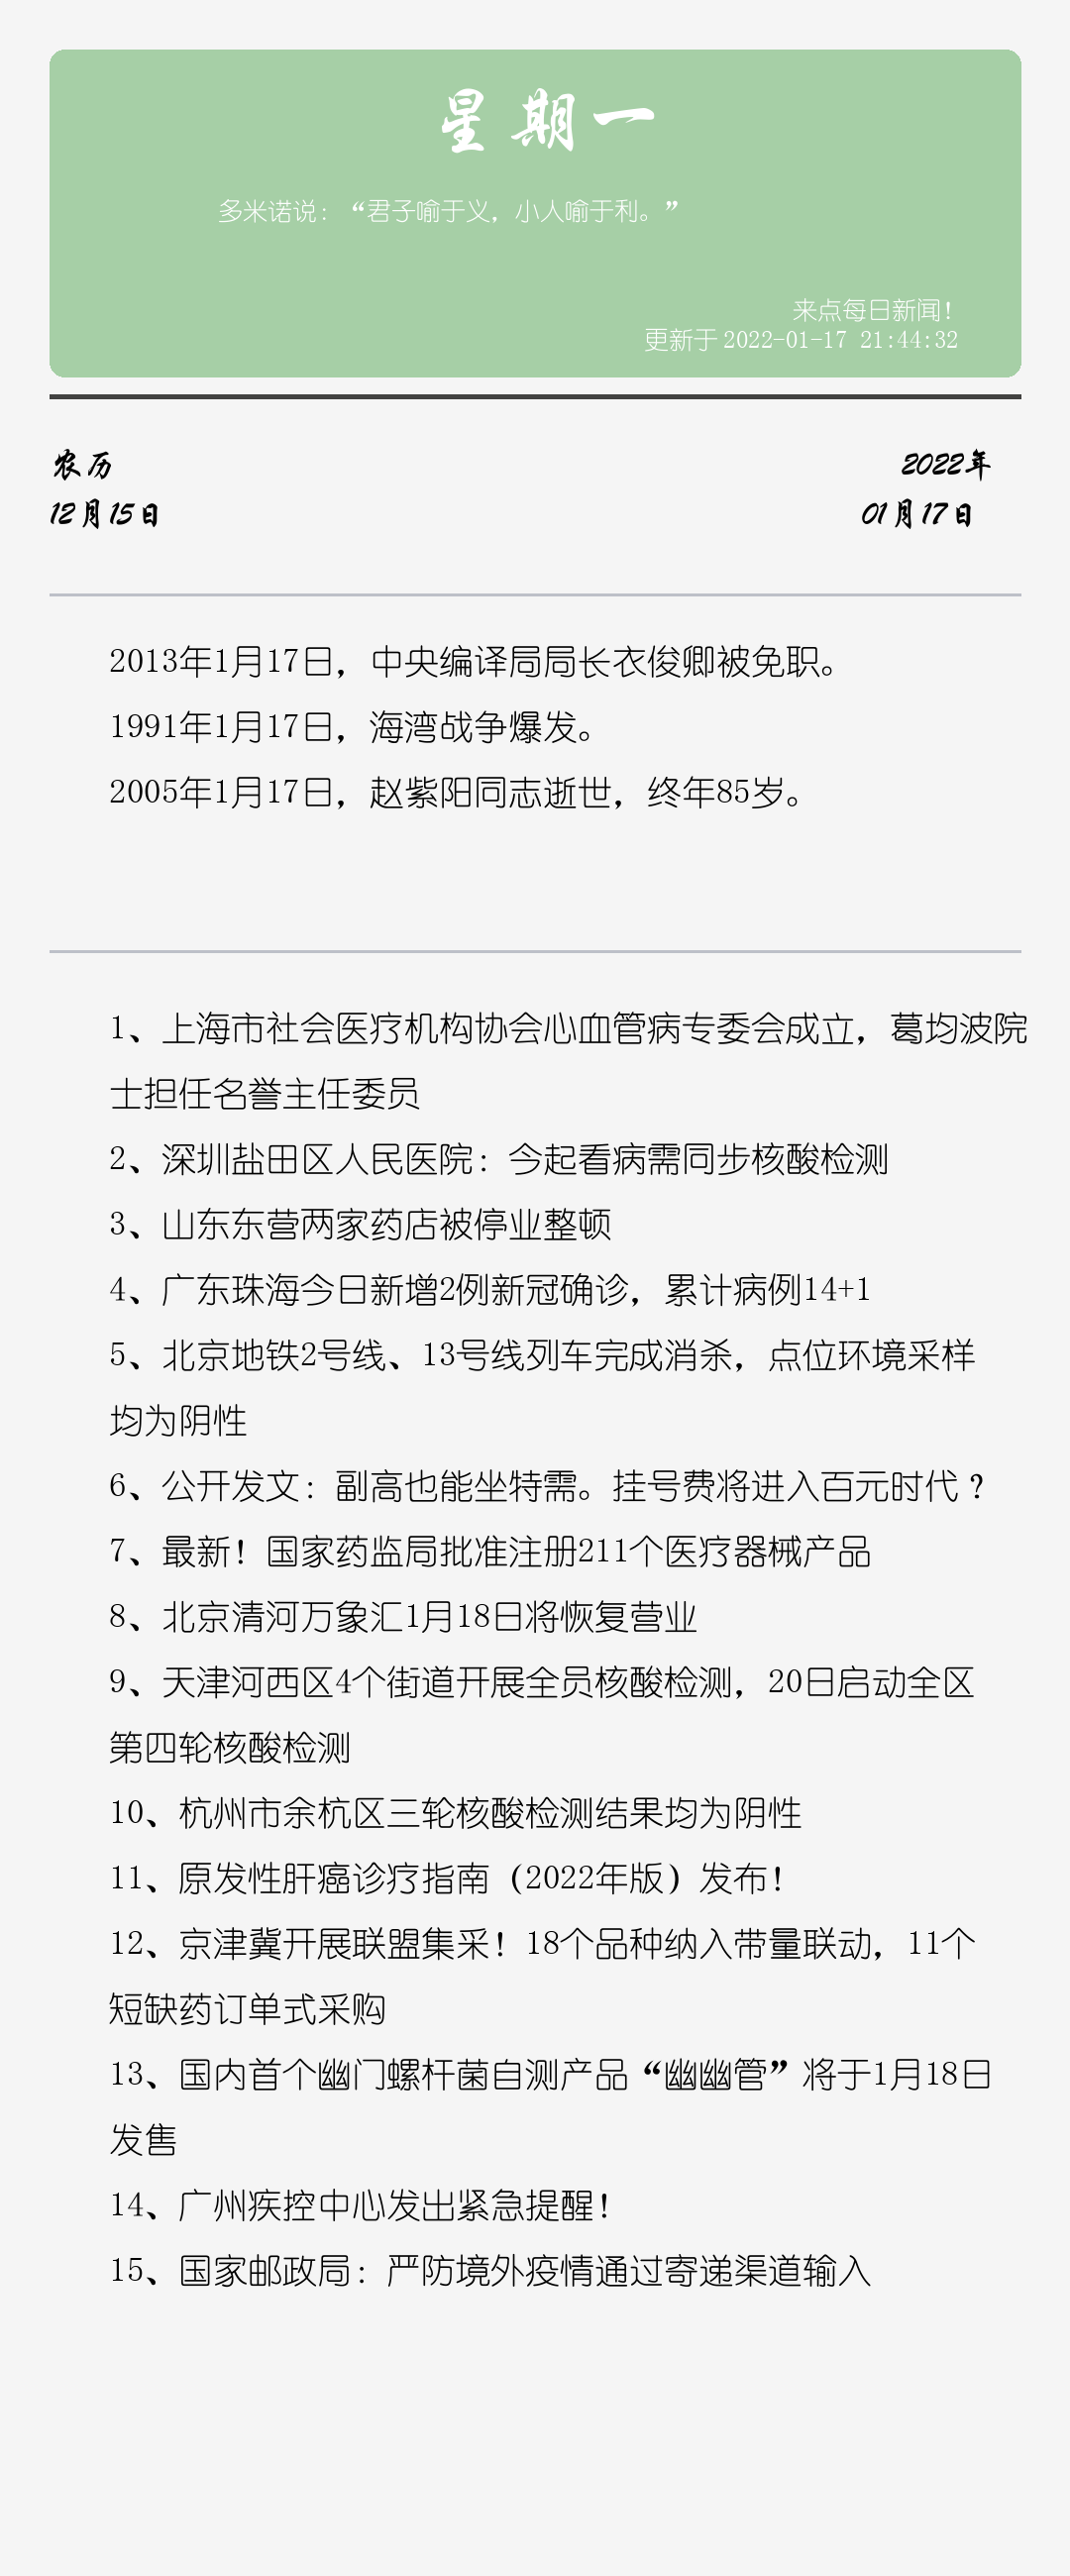 星期一
多米诺说：“君子喻于义，小人喻于利。”
来点每日新闻！
更新于 2022-01-17 21:44:32
农历
12月15日
2022年
01月17日
2013年1月17日，中央编译局局长衣俊卿被免职。
1991年1月17日，海湾战争爆发。
2005年1月17日，赵紫阳同志逝世，终年85岁。
1、上海市社会医疗机构协会心血管病专委会成立，葛均波院
士担任名誉主任委员
2、深圳盐田区人民医院：今起看病需同步核酸检测
3、山东东营两家药店被停业整顿
4、广东珠海今日新增2例新冠确诊，累计病例14+1
5、北京地铁2号线、13号线列车完成消杀，点位环境采样
均为阴性
6、公开发文：副高也能坐特需。挂号费将进入百元时代？
7、最新！国家药监局批准注册211个医疗器械产品
8、北京清河万象汇1月18日将恢复营业
9、天津河西区4个街道开展全员核酸检测，20日启动全区
第四轮核酸检测
10、杭州市余杭区三轮核酸检测结果均为阴性
11、原发性肝癌诊疗指南（2022年版）发布！
12、京津冀开展联盟集采！18个品种纳入带量联动，11个
短缺药订单式采购
13、国内首个幽门螺杆菌自测产品“幽幽管”将于1月18日
发售
14、广州疾控中心发出紧急提醒！
15、国家邮政局：严防境外疫情通过寄递渠道输入